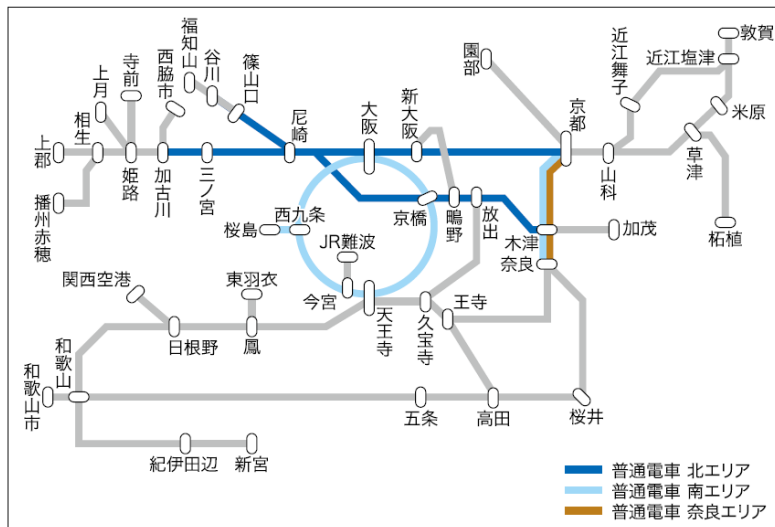 敦賀
近江塩津
近江舞子
園部
福知山
谷川
篠山口
西脇市
寺前
上月
相生
上郡
播州赤穂
姫路
加古川
三ノ宮
尼崎
大阪
新大阪
京都
山科
米原
草津
柘植
桜島
西九条
京橋
鴫野
放出
木津
加茂
奈良
JR難波
今宮
天王寺
久宝寺
王寺
関西空港
東羽衣
日根野
鳳
和歌山
和歌山市
五条
高田
桜井
紀伊田辺
新宮
普通電車 北エリア
普通電車 南エリア
普通電車 奈良エリア